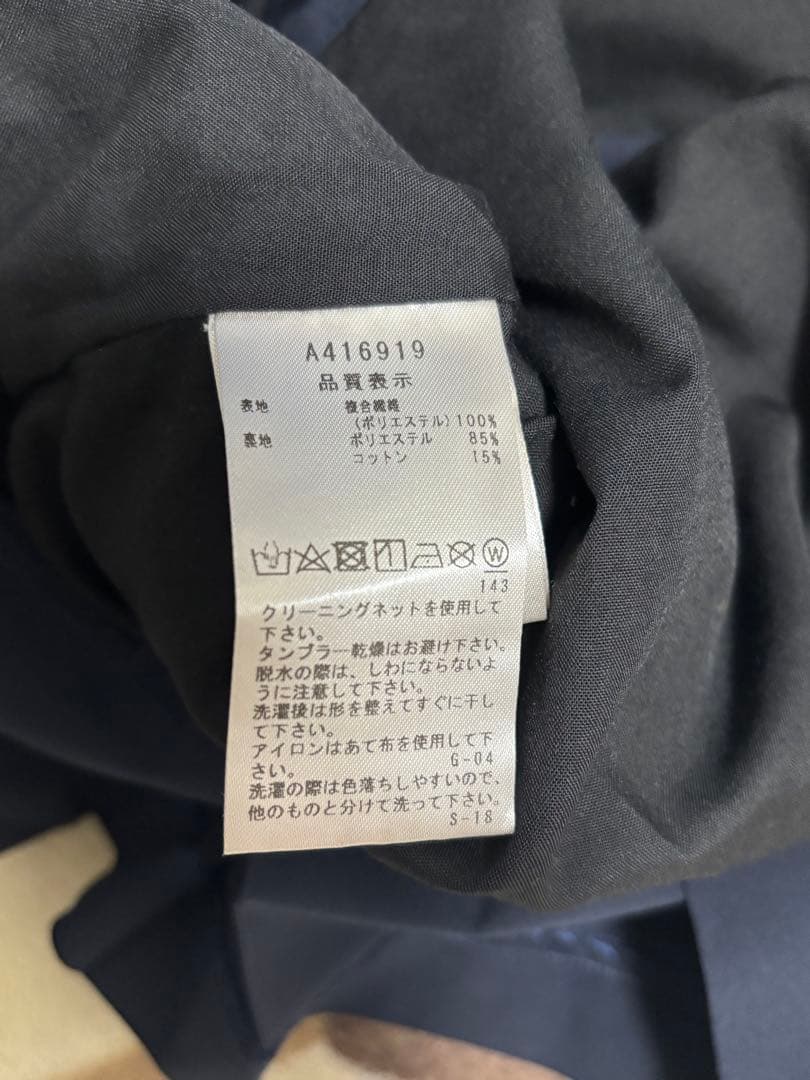 A416919
品質表示
表地 複合繊維
(ポリエステル)100%
裏地 ポリエステル 85%
コットン 15%
W
143
クリーニングネットを使用して
下さい。
タンブラー乾燥はお避け下さい。
脱水の際は、しわにならないよ
うに注意して下さい。
洗濯後は形を整えてすぐに干し
て下さい。
アイロンはあて布を使用して下
さい。 G-04
洗濯の際は色落ちしやすいので、
他のものと分けて洗って下さい。
S-18